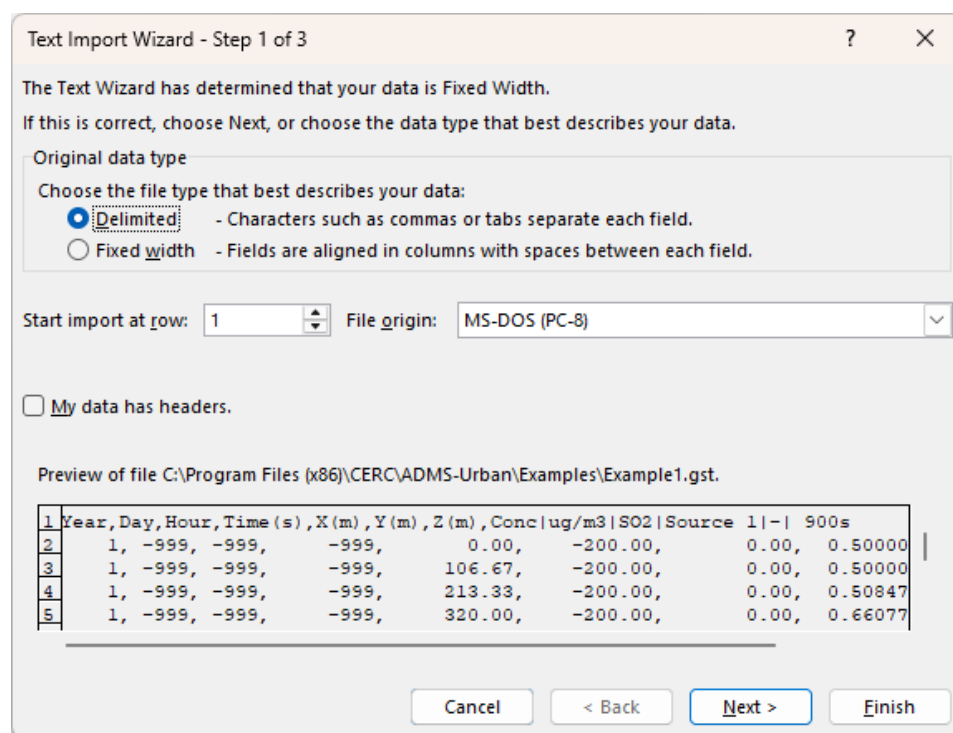 Text Import Wizard - Step 1 of 3 ?
The Text Wizard has determined that your data is Fixed Width.
If this is correct, choose Next, or choose the data type that best describes your data.
Original data type
Choose the file type that best describes your data:
Delimited - Characters such as commas or tabs separate each field.
Fixed width - Fields are aligned in columns with spaces between each field.
Start import at row: 1 File origin: MS-DOS (PC-8)
My data has headers.
Preview of file C:\Program Files (x86)\CERC\ADMS-Urban\Examples\Example1.gst.
1 Year,Day,Hour,Time(s),X(m),Y(m),Z(m),Conc|ug/m3|SO2|Source 1|-| 900s
2 1, -999, -999, -999, 0.00, -200.00, 0.00, 0.50000
3 1, -999, -999, -999, 106.67, -200.00, 0.00, 0.50000
4 1, -999, -999, -999, 213.33, -200.00, 0.00, 0.50847
5 1, -999, -999, -999, 320.00, -200.00, 0.00, 0.66077
Cancel < Back Next > Finish